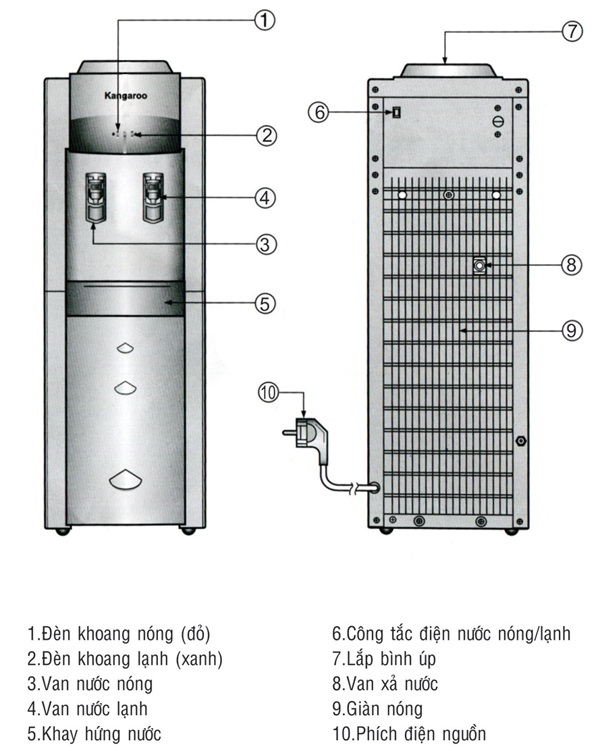 1
7
Kangaroo
6
2
4
3
8
5
9
10
1.Đèn khoang nóng (đỏ)
2.Đèn khoang lạnh (xanh)
3.Van nước nóng
4.Van nước lạnh
5.Khay hứng nước
6.Công tắc điện nước nóng/lạnh
7.Lắp bình úp
8.Van xả nước
9.Giàn nóng
10.Phích điện nguồn